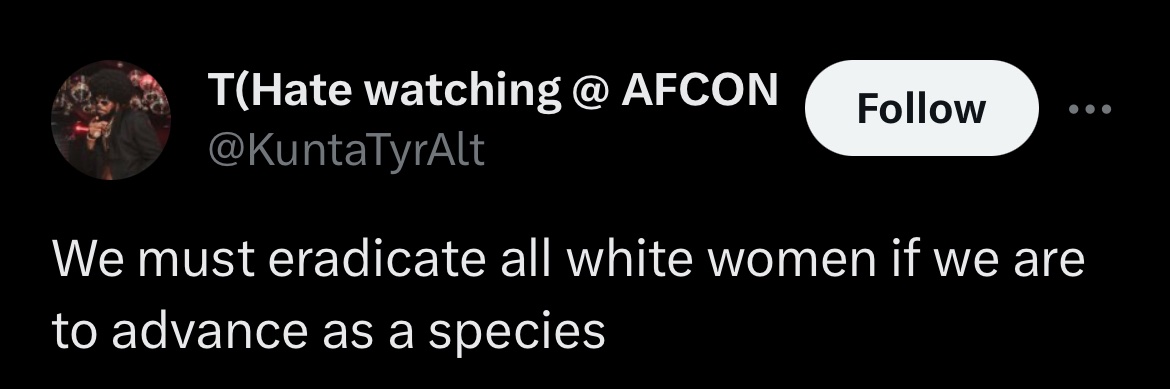 T(Hate watching @ AFCON
Follow
@KuntaTyrAlt
We must eradicate all white women if we are
to advance as a species